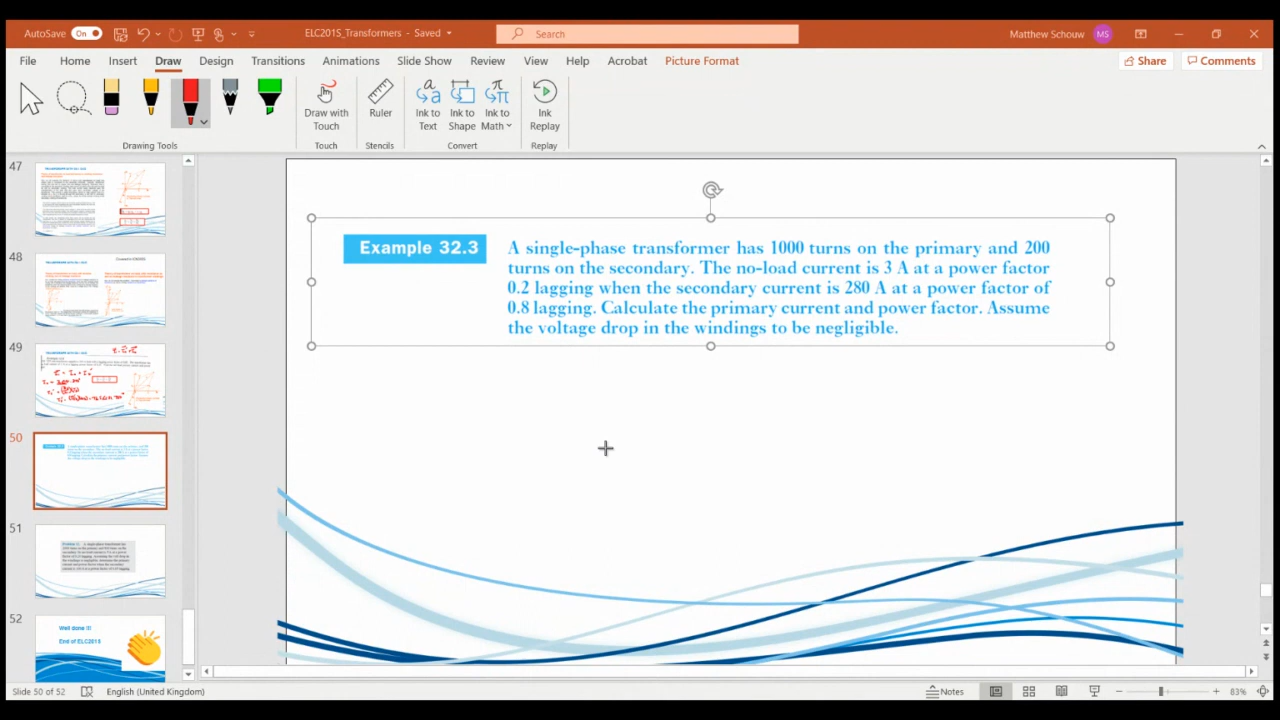 AutoSave On
ELC201S_Transformers - Saved
Search
Matthew Schouw MS
File Home Insert Draw Design Transitions Animations Slide Show Review View Help Acrobat Picture Format
Share Comments
Draw with Touch
Ruler
Ink to Text
Ink to Shape
Ink to Math
Ink Replay
Drawing Tools Touch Stencils Convert Replay
47
48
49
50
51
52
Well done !!!
End of ELC201S
Example 32.3 A single-phase transformer has 1000 turns on the primary and 200
turns on the secondary. The no-load current is 3 A at a power factor
0.2 lagging when the secondary current is 280 A at a power factor of
0.8 lagging. Calculate the primary current and power factor. Assume
the voltage drop in the windings to be negligible.
Slide 50 of 52 English (United Kingdom) Notes 83%